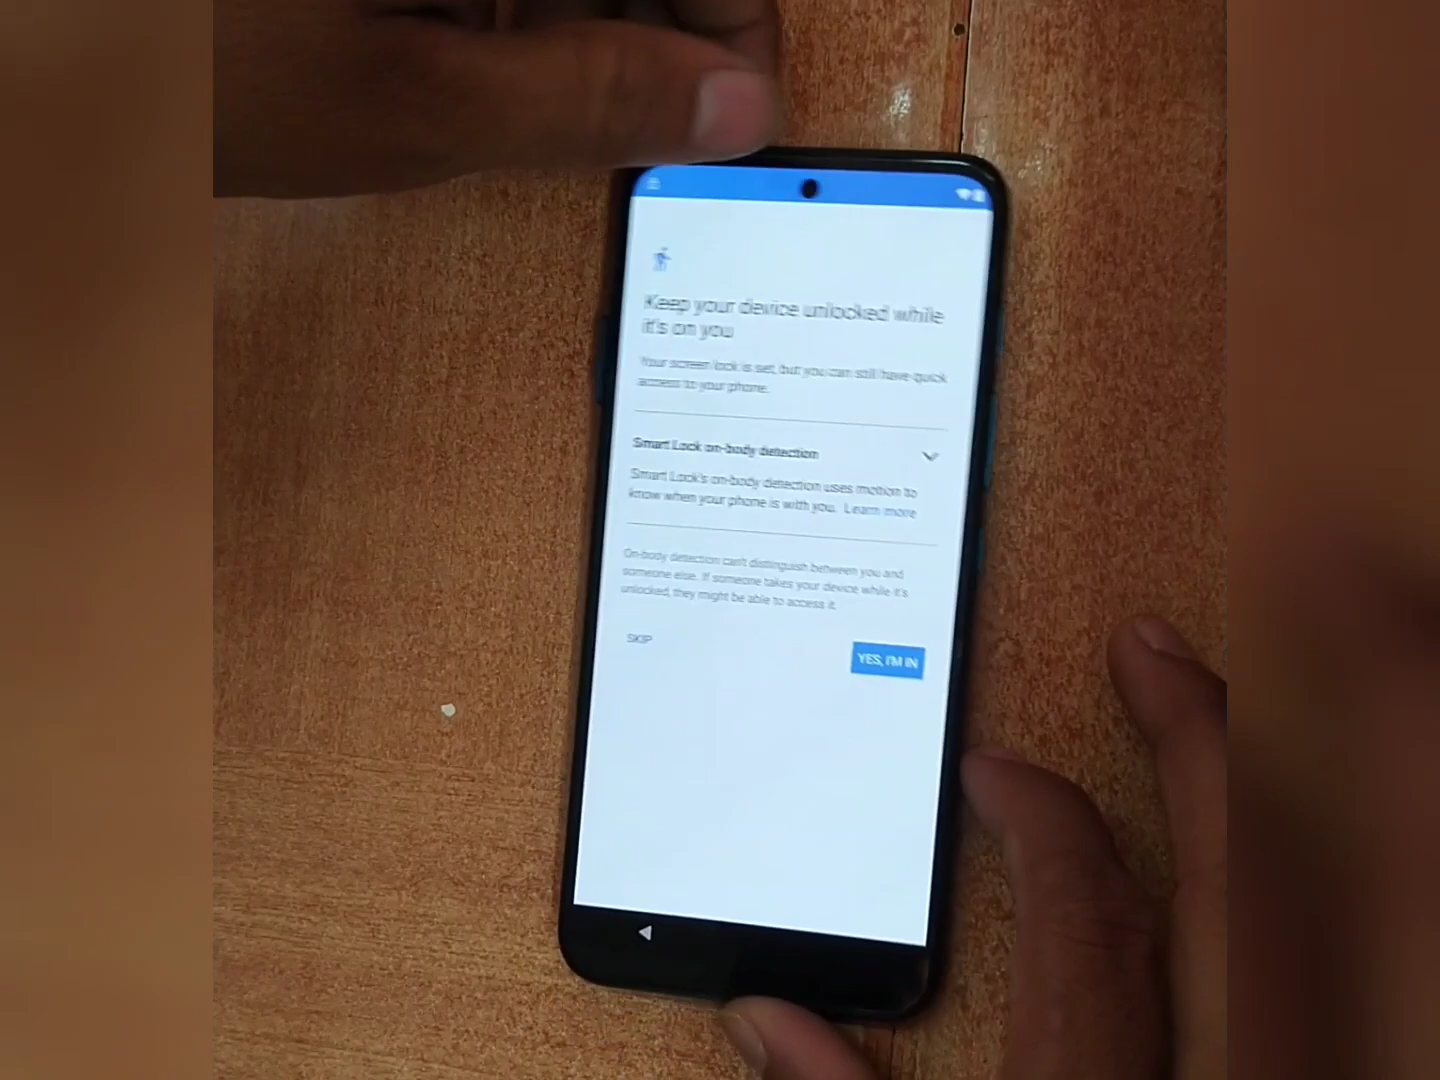 Keep your device unlocked while
it's on you
Your screen lock is set, but you can still have quick
access to your phone.
Smart Lock on-body detection
Smart Lock's on-body detection uses motion to
know when your phone is with you. Learn more
On-body detection can't distinguish between you and
someone else. If someone takes your device while it's
unlocked, they might be able to access it.
SKIP
YES, I'M IN